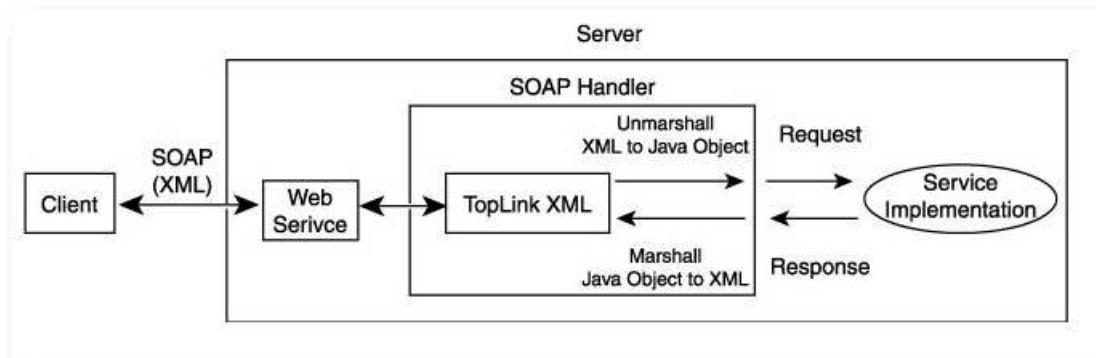 Server
SOAP Handler
Unmarshall
XML to Java Object
Request
SOAP
(XML)
Client
Web
Serivce
TopLink XML
Service
Implementation
Marshall
Java Object to XML
Response